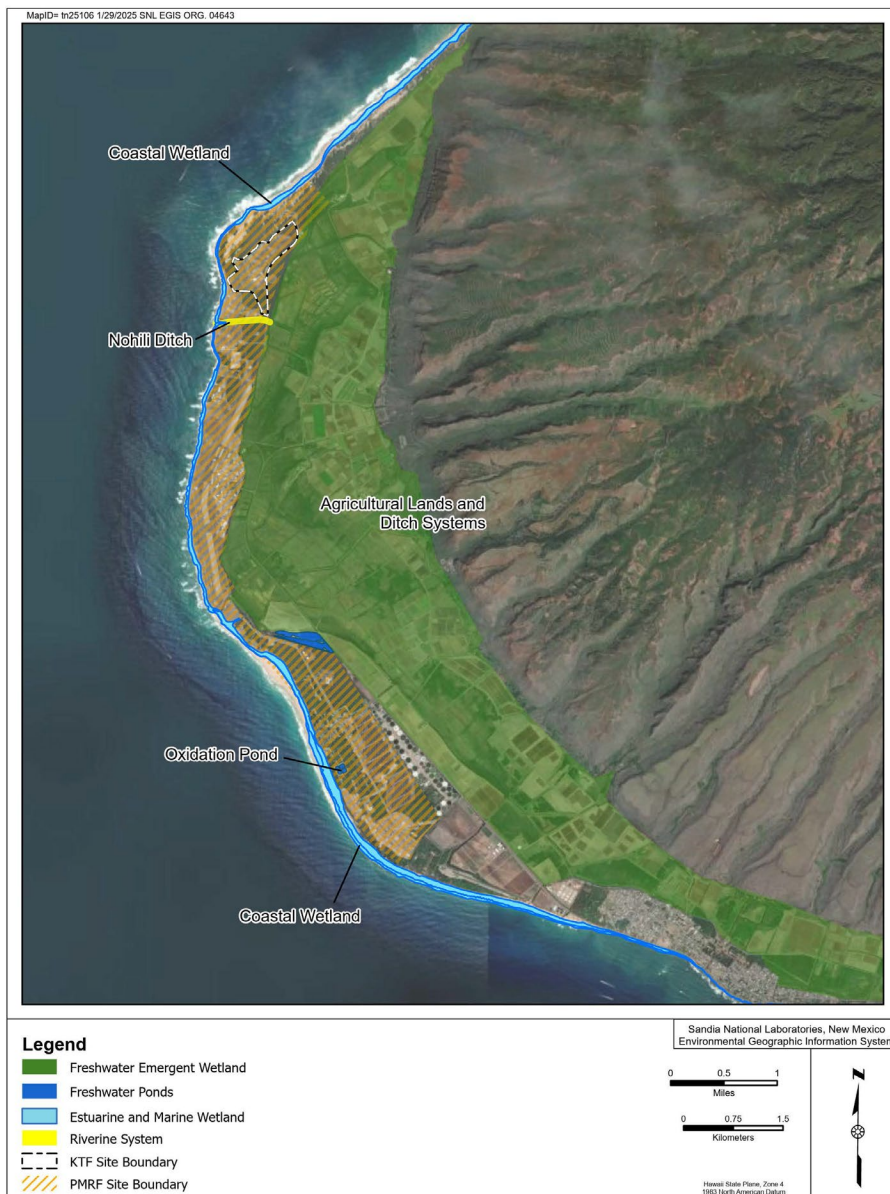 MapID= tn25106 1/29/2025 SNL EGIS ORG. 04643
Coastal Wetland
Nohili Ditch
Agricultural Lands and
Ditch Systems
Oxidation Pond
Coastal Wetland
Legend
Freshwater Emergent Wetland
Freshwater Ponds
Estuarine and Marine Wetland
Riverine System
KTF Site Boundary
PMRF Site Boundary
Sandia National Laboratories, New Mexico
Environmental Geographic Information System
0 0.5 1
Miles
0 0.75 1.5
Kilometers
N
Hawaii State Plane, Zone 4
1983 North American Datum